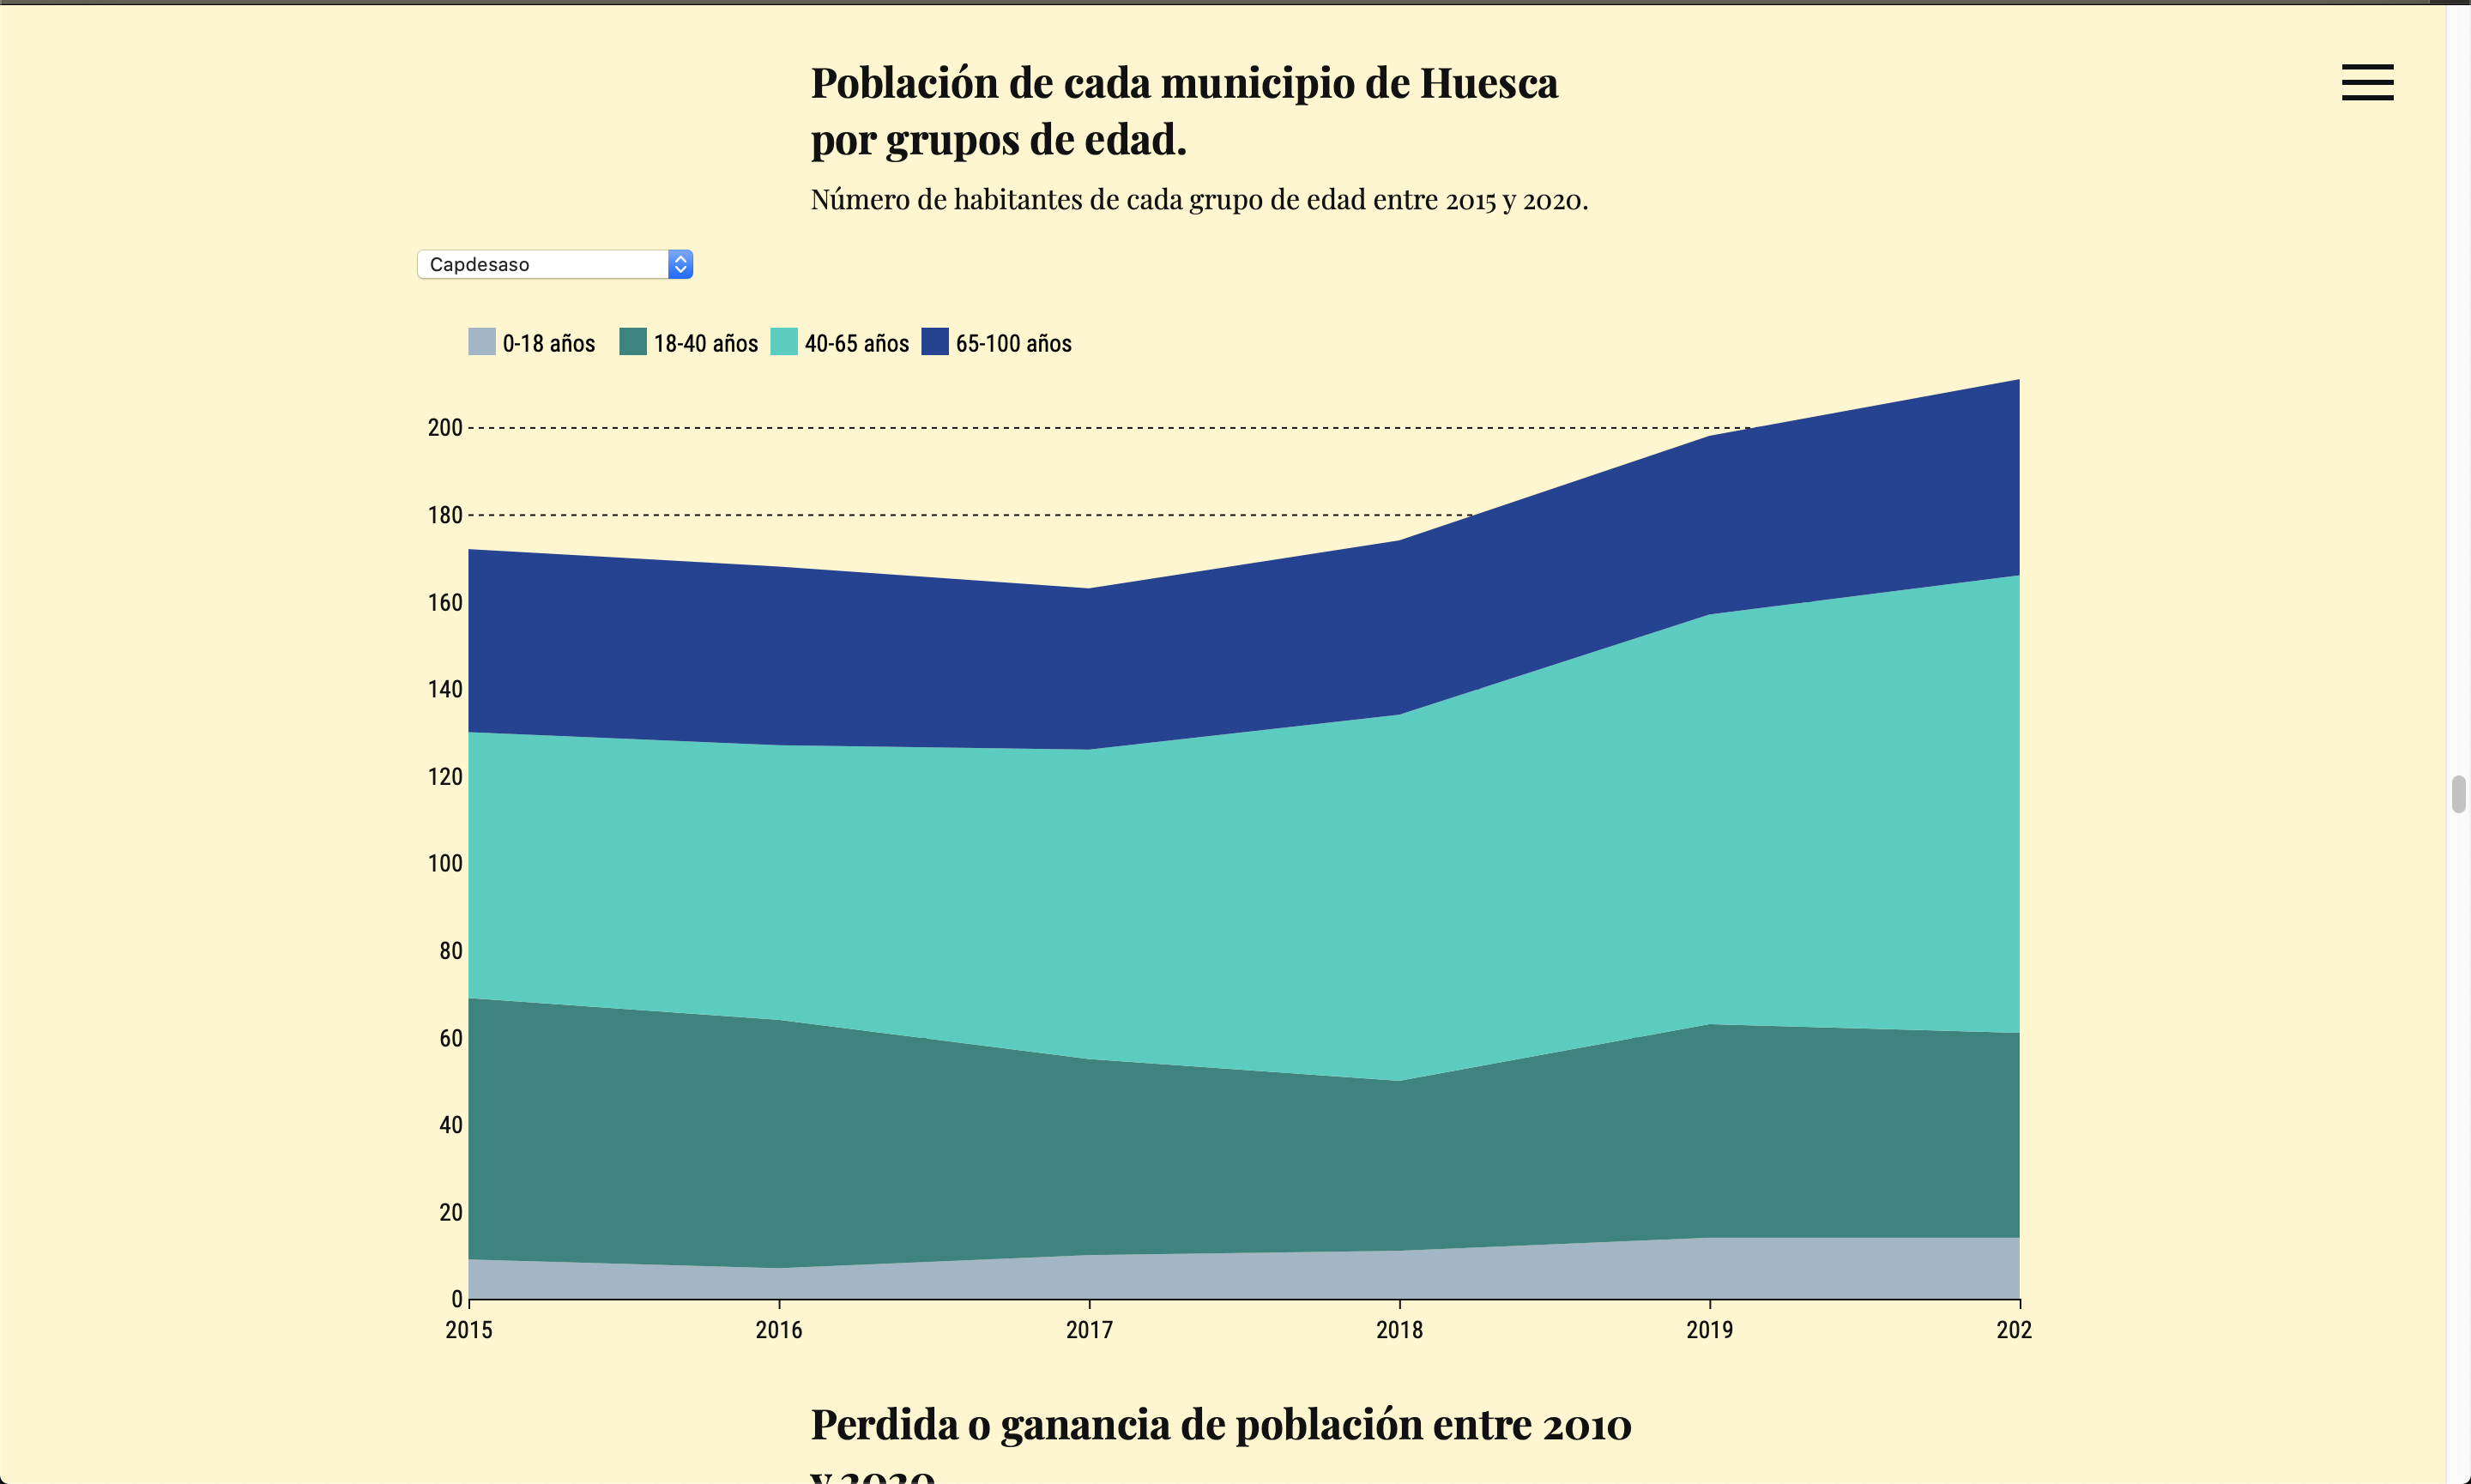 Población de cada municipio de Huesca
por grupos de edad.
Número de habitantes de cada grupo de edad entre 2015 y 2020.
Capdesaso
0-18 años 18-40 años 40-65 años 65-100 años
200
180
160
140
120
100
80
60
40
20
0
2015 2016 2017 2018 2019 202
Perdida o ganancia de población entre 2010
y 2020